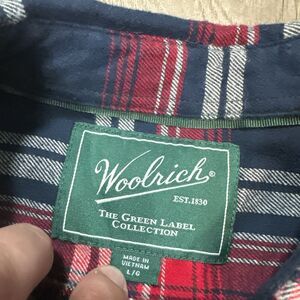 Woolrich®
EST. 1830
THE GREEN LABEL
COLLECTION
MADE IN
VIETNAM
L/G